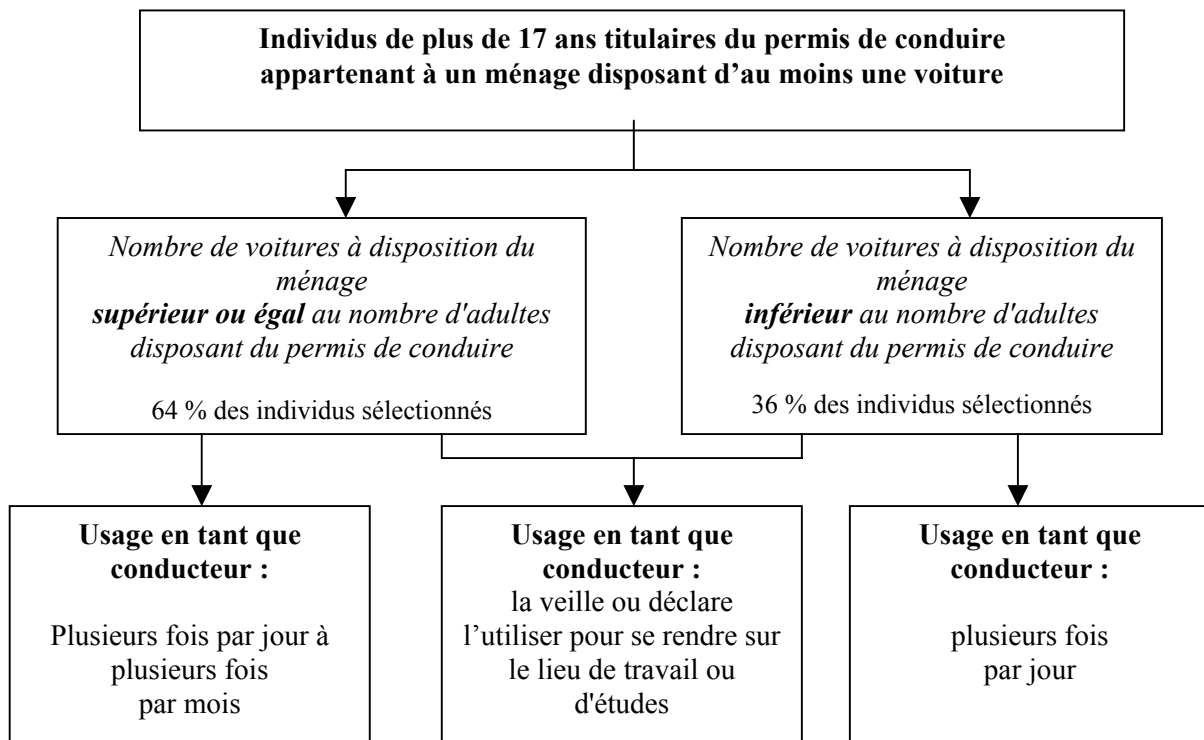 Individus de plus de 17 ans titulaires du permis de conduire
appartenant à un ménage disposant d’au moins une voiture
Nombre de voitures à disposition du
ménage
supérieur ou égal au nombre d'adultes
disposant du permis de conduire
64 % des individus sélectionnés
Nombre de voitures à disposition du
ménage
inférieur au nombre d'adultes
disposant du permis de conduire
36 % des individus sélectionnés
Usage en tant que
conducteur :
Plusieurs fois par jour à
plusieurs fois
par mois
Usage en tant que
conducteur :
la veille ou déclare
l’utiliser pour se rendre sur
le lieu de travail ou
d'études
Usage en tant que
conducteur :
plusieurs fois
par jour